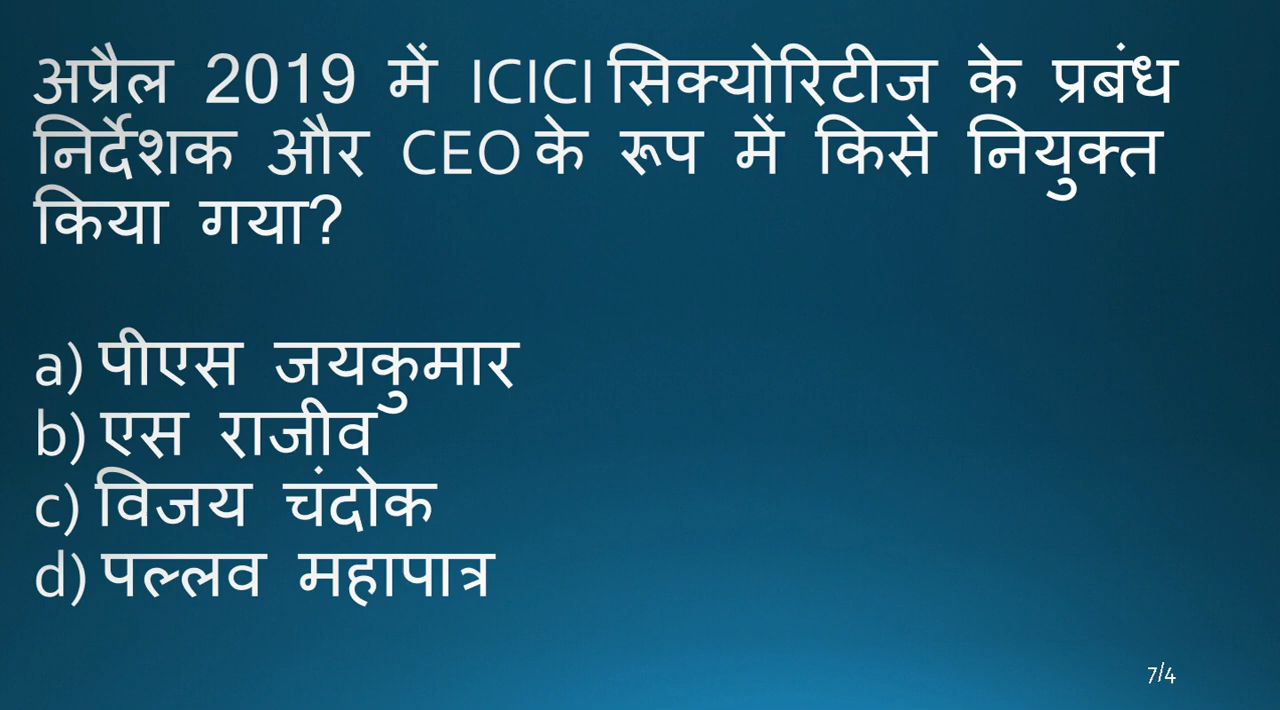 अप्रैल 2019 में ICICI सिक्योरिटीज के प्रबंध
निर्देशक और CEO के रूप में किसे नियुक्त
किया गया?
a) पीएस जयकुमार
b) एस राजीव
c) विजय चंदोक
d) पल्लव महापात्र
7/4